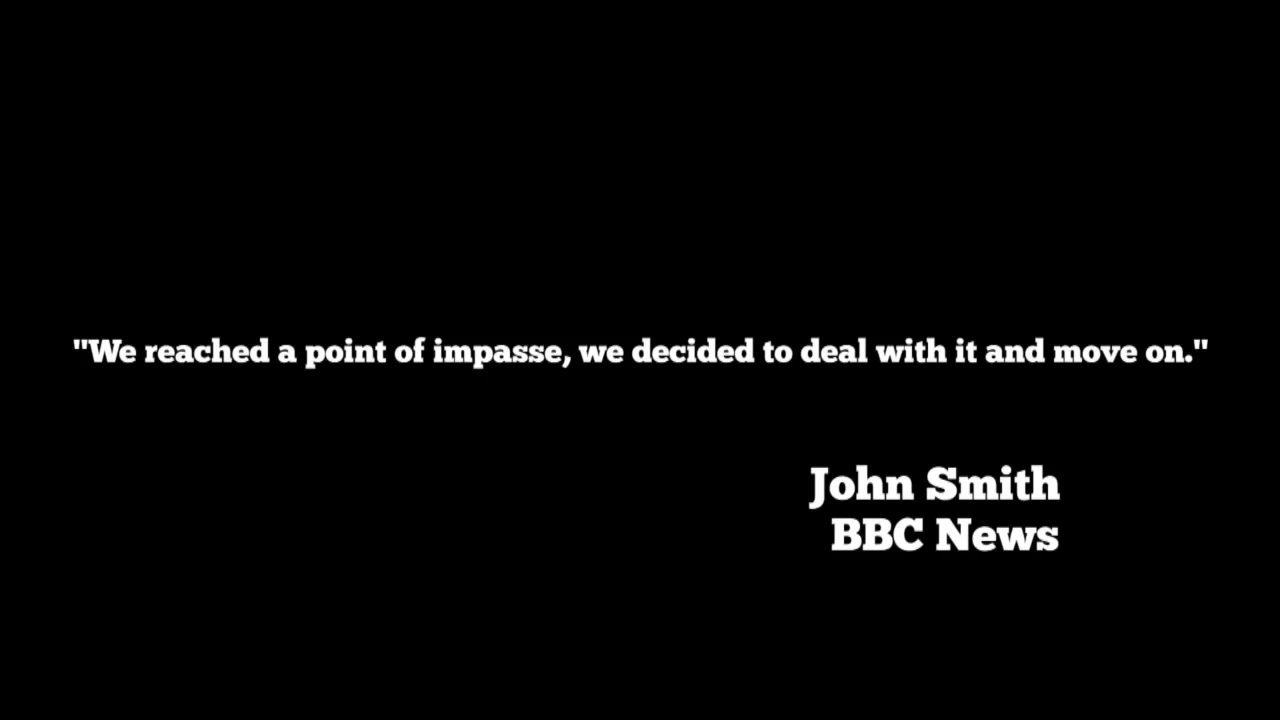 "We reached a point of impasse, we decided to deal with it and move on."
John Smith
BBC News